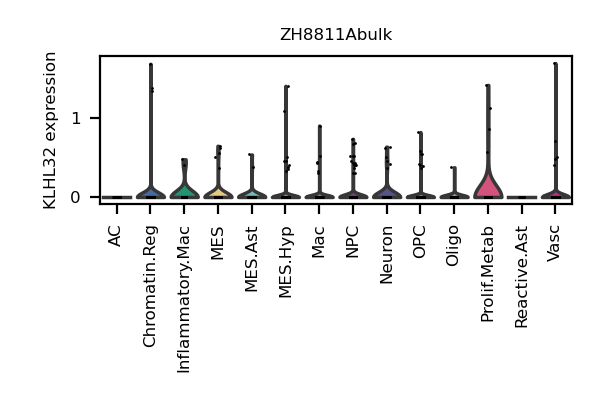 ZH8811Abulk
KLHL32 expression
1
0
AC
Chromatin.Reg
Inflammatory.Mac
MES
MES.Ast
MES.Hyp
Mac
NPC
Neuron
OPC
Oligo
Prolif.Metab
Reactive.Ast
Vasc